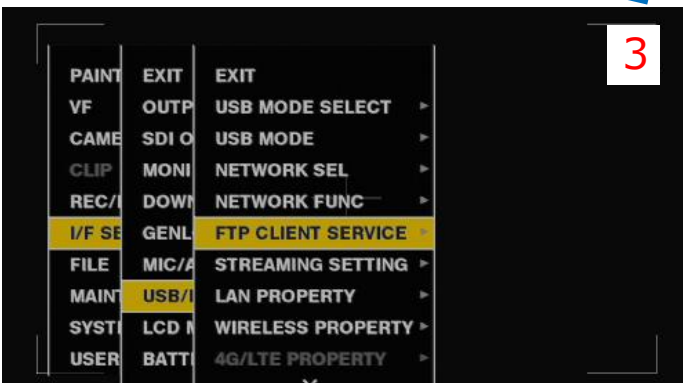 3
PAINT EXIT EXIT
VF OUTP USB MODE SELECT
CAME SDI O USB MODE
CLIP MONI NETWORK SEL
REC/ DOWN NETWORK FUNC
I/F SE GENL FTP CLIENT SERVICE
FILE MIC/A STREAMING SETTING
MAINT USB/ LAN PROPERTY
SYSTE LCD M WIRELESS PROPERTY
USER BATT 4G/LTE PROPERTY